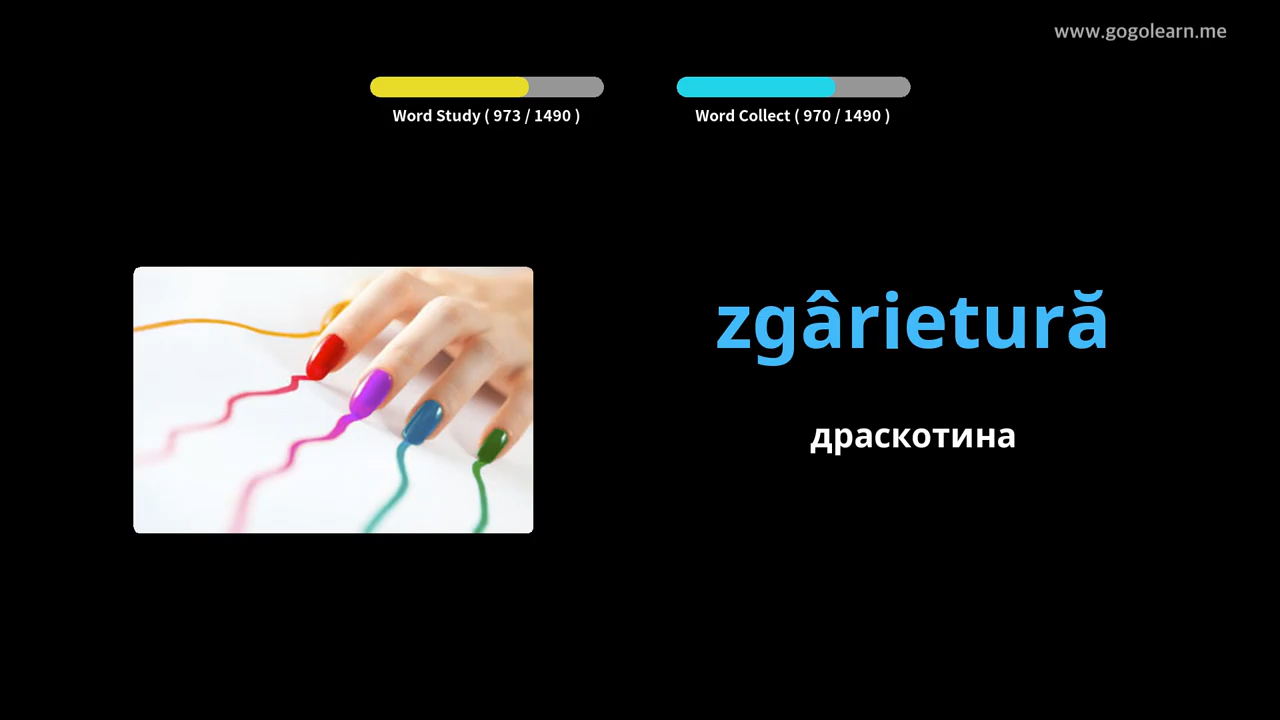 www.gogolearn.me
Word Study ( 973 / 1490 )
Word Collect ( 970 / 1490 )
zgârietură
драскотина